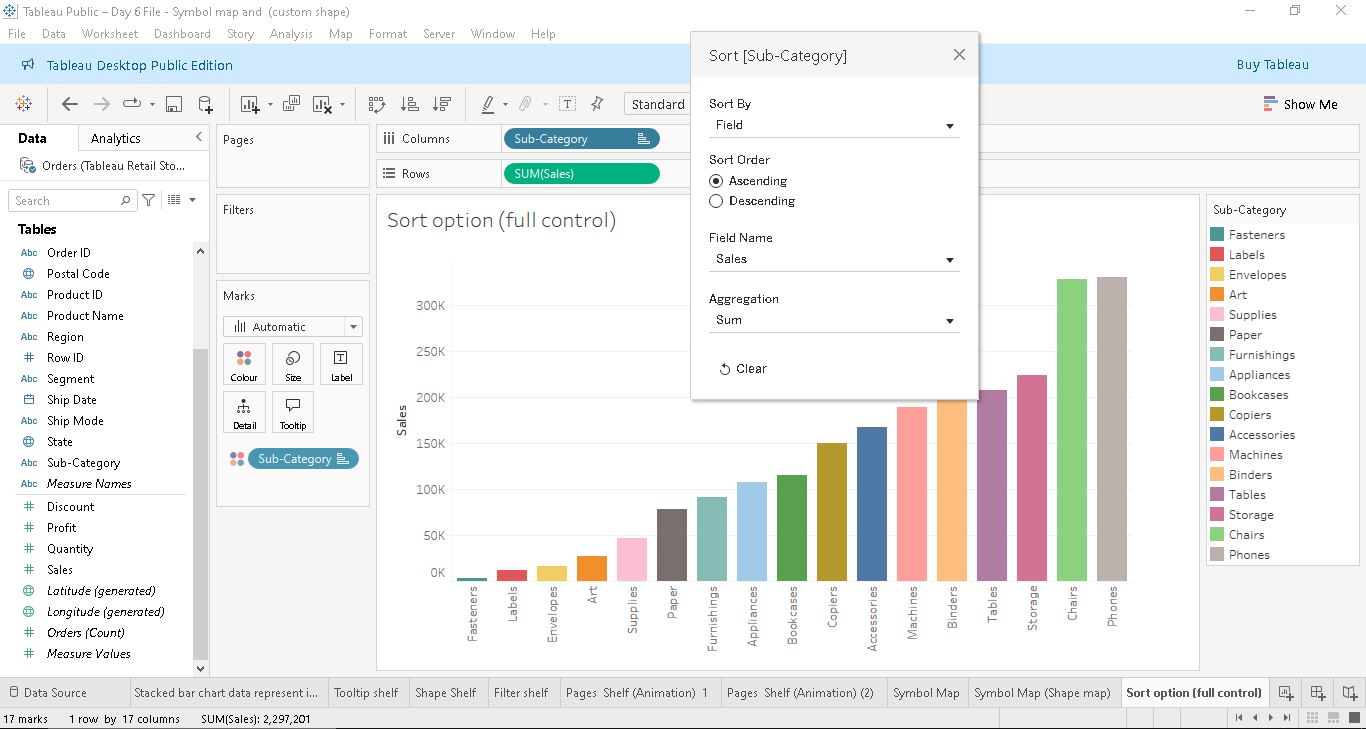 Tableau Public – Day 6 File - Symbol map and (custom shape)
File Data Worksheet Dashboard Story Analysis Map Format Server Window Help
Tableau Desktop Public Edition
Buy Tableau
Standard
Show Me
Data Analytics
Orders (Tableau Retail Sto...
Search
Tables
Abc Order ID
Postal Code
Abc Product ID
Abc Product Name
Abc Region
# Row ID
Abc Segment
Ship Date
Abc Ship Mode
State
Abc Sub-Category
Abc Measure Names
# Discount
# Profit
# Quantity
# Sales
Latitude (generated)
Longitude (generated)
# Orders (Count)
# Measure Values
Pages
Filters
Marks
Automatic
Colour Size Label
Detail Tooltip
Sub-Category
Columns Sub-Category
Rows SUM(Sales)
Sort option (full control)
Sales
300K
250K
200K
150K
100K
50K
0K
Fasteners
Labels
Envelopes
Art
Supplies
Paper
Furnishings
Appliances
Bookcases
Copiers
Accessories
Machines
Binders
Tables
Storage
Chairs
Phones
Sort [Sub-Category]
Sort By
Field
Sort Order
Ascending
Descending
Field Name
Sales
Aggregation
Sum
Clear
Sub-Category
Fasteners
Labels
Envelopes
Art
Supplies
Paper
Furnishings
Appliances
Bookcases
Copiers
Accessories
Machines
Binders
Tables
Storage
Chairs
Phones
Data Source Stacked bar chart data represent i... Tooltip shelf Shape Shelf Filter shelf Pages Shelf (Animation) 1 Pages Shelf (Animation) (2) Symbol Map Symbol Map (Shape map) Sort option (full control)
17 marks 1 row by 17 columns SUM(Sales): 2,297,201